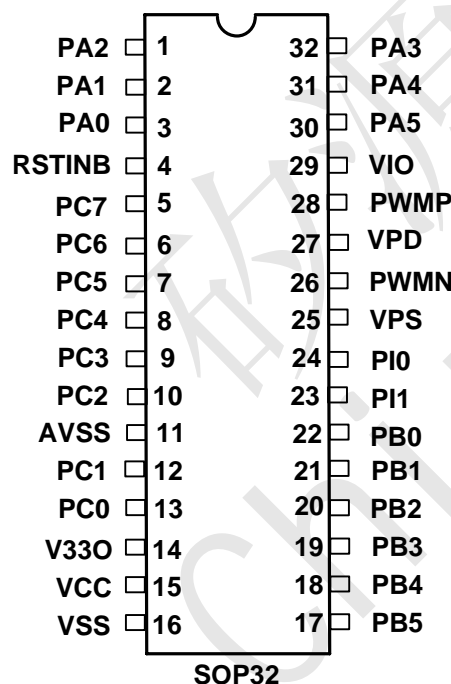 PA2 1 32 PA3
PA1 2 31 PA4
PA0 3 30 PA5
RSTINB 4 29 VIO
PC7 5 28 PWMP
PC6 6 27 VPD
PC5 7 26 PWMN
PC4 8 25 VPS
PC3 9 24 PI0
PC2 10 23 PI1
AVSS 11 22 PB0
PC1 12 21 PB1
PC0 13 20 PB2
V33O 14 19 PB3
VCC 15 18 PB4
VSS 16 17 PB5
SOP32